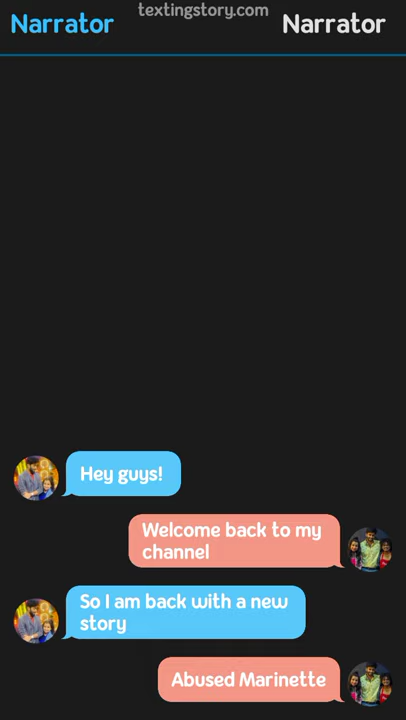 textingstory.com
Narrator
Narrator
Hey guys!
Welcome back to my
channel
So I am back with a new
story
Abused Marinette